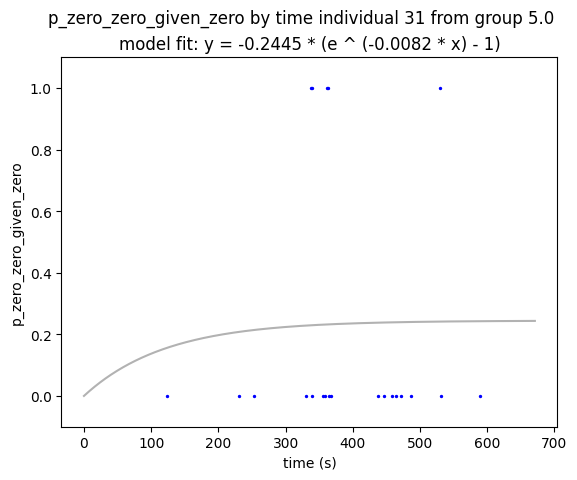 p_zero_zero_given_zero by time individual 31 from group 5.0
model fit: y = -0.2445 * (e ^ (-0.0082 * x) - 1)
1.0
0.8
0.6
0.4
0.2
0.0
p_zero_zero_given_zero
0 100 200 300 400 500 600 700
time (s)